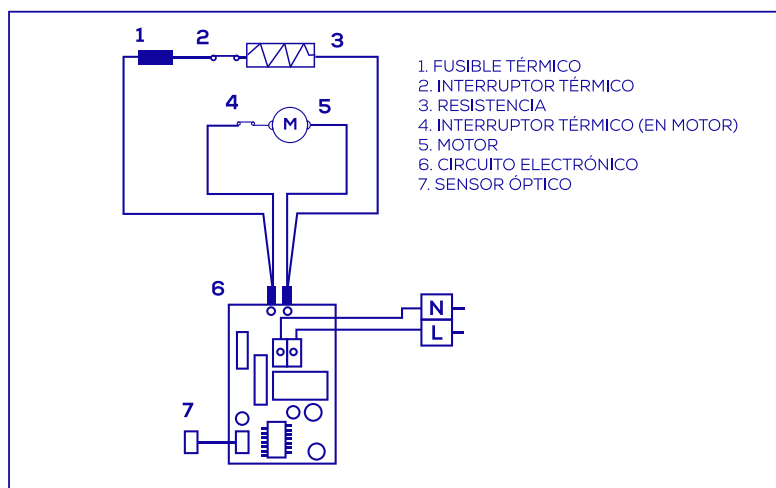 1
2
3
4
5
M
1. FUSIBLE TÉRMICO
2. INTERRUPTOR TÉRMICO
3. RESISTENCIA
4. INTERRUPTOR TÉRMICO (EN MOTOR)
5. MOTOR
6. CIRCUITO ELECTRÓNICO
7. SENSOR ÓPTICO
6
N
L
7